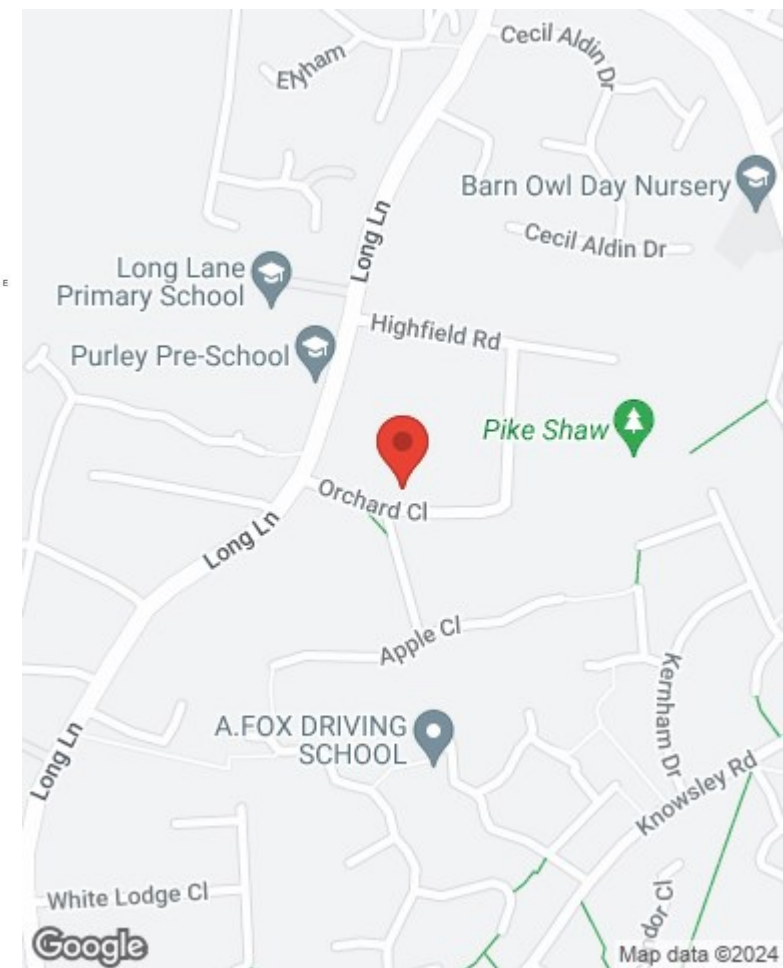 Cecil Aldin Dr
Barn Owl Day Nursery
Cecil Aldin Dr
Long Ln
Long Lane
Primary School
Highfield Rd
Purley Pre-School
Pike Shaw
Orchard Cl
Long Ln
Apple Cl
A.FOX DRIVING
SCHOOL
Kernham Dr
Long Ln
Knowsley Rd
White Lodge Cl
dor Cl
Google
Map data ©2024